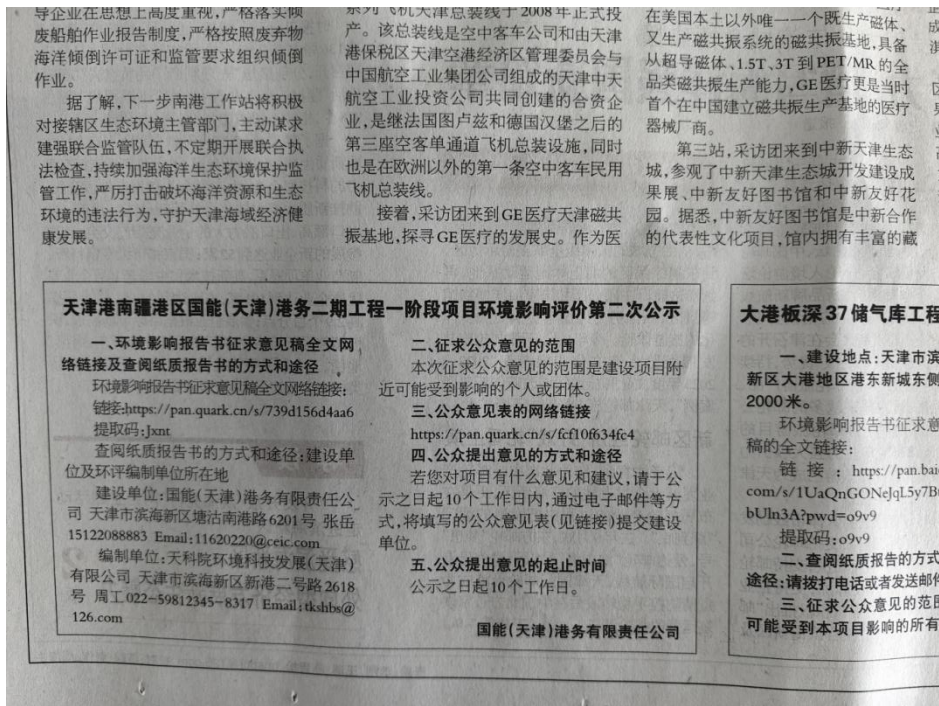 导企业在思想上高度重视,严格落实倾
废船舶作业报告制度,严格按照废弃物
海洋倾倒许可证和监管要求组织倾倒
作业。
据了解,下一步南港工作站将积极
对接辖区生态环境主管部门,主动谋求
建强联合监管队伍,不定期开展联合执
法检查,持续加强海洋生态环境保护监
管工作,严厉打击破坏海洋资源和生态
环境的违法行为,守护天津海域经济健
康发展。
系列飞机天津总装线于2008年正式投
产。该总装线是空中客车公司和由天津
港保税区天津空港经济区管理委员会与
中国航空工业集团公司组成的天津中天
航空工业投资公司共同创建的合资企
业,是继法国图卢兹和德国汉堡之后的
第三座空客单通道飞机总装设施,同时
也是在欧洲以外的第一条空中客车民用
飞机总装线。
接着,采访团来到GE医疗天津磁共
振基地,探寻GE医疗的发展史。作为医
在美国本土以外唯一一个既生产磁体、
又生产磁共振系统的磁共振基地,具备
从超导磁体、1.5T、3T到PET/MR的全
品类磁共振生产能力,GE医疗更是当时
首个在中国建立磁共振生产基地的医疗
器械厂商。
第三站,采访团来到中新天津生态
城,参观了中新天津生态城开发建设成
果展、中新友好图书馆和中新友好花
园。据悉,中新友好图书馆是中新合作
的代表性文化项目,馆内拥有丰富的藏
天津港南疆港区国能(天津)港务二期工程一阶段项目环境影响评价第二次公示
一、环境影响报告书征求意见稿全文网
络链接及查阅纸质报告书的方式和途径
环境影响报告书征求意见稿全文网络链接:
链接:https://pan.quark.cn/s/739d156d4aa6
提取码:Jxnt
查阅纸质报告书的方式和途径:建设单
位及环评编制单位所在地
建设单位:国能(天津)港务有限责任公
司 天津市滨海新区塘沽南港路6201号 张岳
15122088883 Email:11620220@ceic.com
编制单位:天科院环境科技发展(天津)
有限公司 天津市滨海新区新港二号路2618
号 周工022-59812345-8317 Email:tkshbs@
126.com
二、征求公众意见的范围
本次征求公众意见的范围是建设项目附
近可能受到影响的个人或团体。
三、公众意见表的网络链接
https://pan.quark.cn/s/fcf10f634fc4
四、公众提出意见的方式和途径
若您对项目有什么意见和建议,请于公
示之日起10个工作日内,通过电子邮件等方
式,将填写的公众意见表(见链接)提交建设
单位。
五、公众提出意见的起止时间
公示之日起10个工作日。
国能(天津)港务有限责任公司
大港板深37储气库工程
一、建设地点:天津市滨
新区大港地区港东新城东侧
2000米。
环境影响报告书征求意
稿的全文链接:
链接:https://pan.bai
com/s/1UaQnGONeJqL5y7B
bUln3A?pwd=o9v9
提取码:o9v9
二、查阅纸质报告的方式
途径:请拨打电话或者发送邮件
三、征求公众意见的范围
可能受到本项目影响的所有